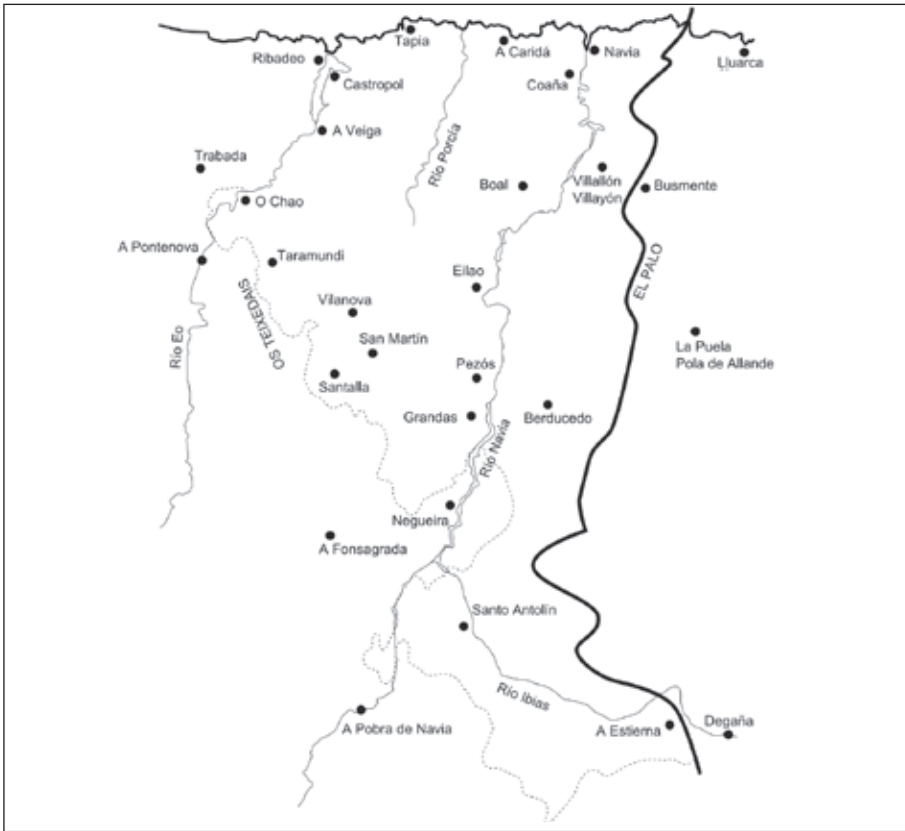 Tapia
A Caridá
Navia
Lluarca
Ribadeo
Castropol
Coaña
A Veiga
Río Porcía
Trabada
Boal
Villallón
Villayón
Busmente
O Chao
A Pontenova
Taramundi
EL PALO
Eilao
OS TEIXEDAIS
Vilanova
Río Eo
San Martín
La Puela
Pola de Allande
Santalla
Pezós
Grandas
Berducedo
Río Navia
Negueira
A Fonsagrada
Santo Antolín
Río Ibias
A Pobra de Navia
A Estierna
Degaña